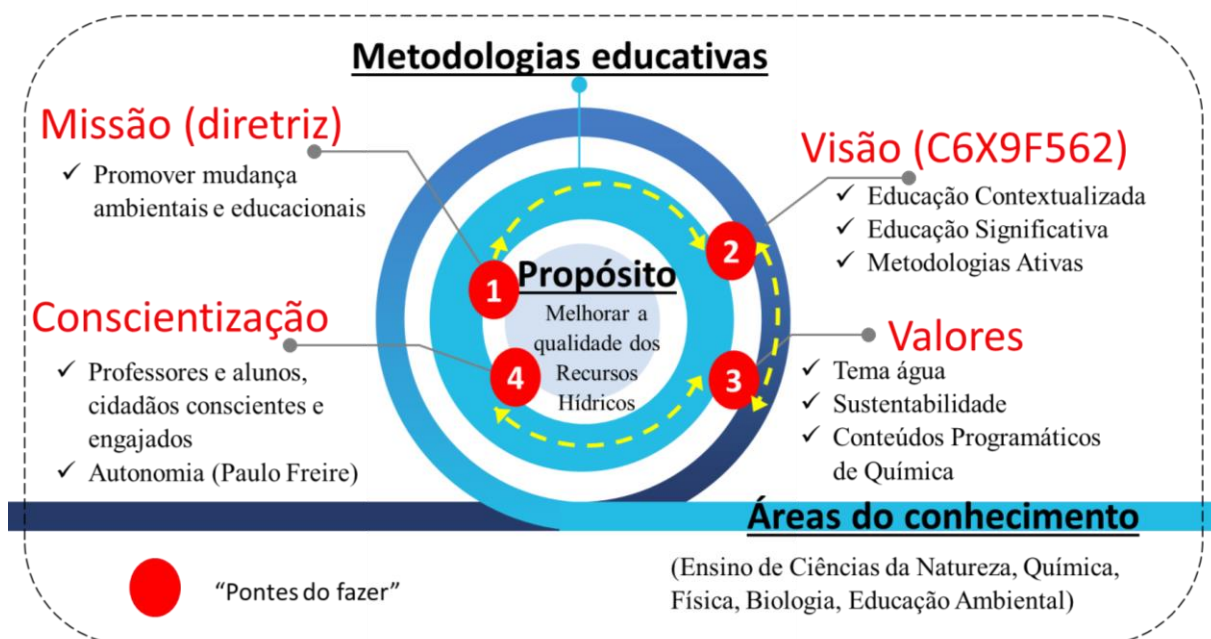 Metodologias educativas
Missão (diretriz)
✓ Promover mudança
ambientais e educacionais
Visão (C6X9F562)
✓ Educação Contextualizada
✓ Educação Significativa
✓ Metodologias Ativas
1
2
Propósito
Melhorar a
qualidade dos
Recursos
Hídricos
Conscientização
✓ Professores e alunos,
cidadãos conscientes e
engajados
✓ Autonomia (Paulo Freire)
4
3
Valores
✓ Tema água
✓ Sustentabilidade
✓ Conteúdos Programáticos
de Química
Áreas do conhecimento
(Ensino de Ciências da Natureza, Química,
Física, Biologia, Educação Ambiental)
“Pontes do fazer”